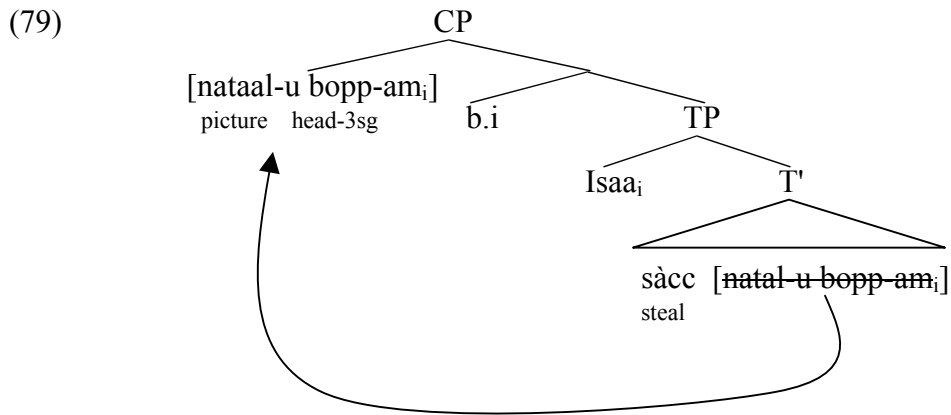 (79) CP
[nataal-u bopp-amᵢ]
picture head-3sg b.i TP
Isaaᵢ T'
sàcc [natal-u bopp-amᵢ]
steal